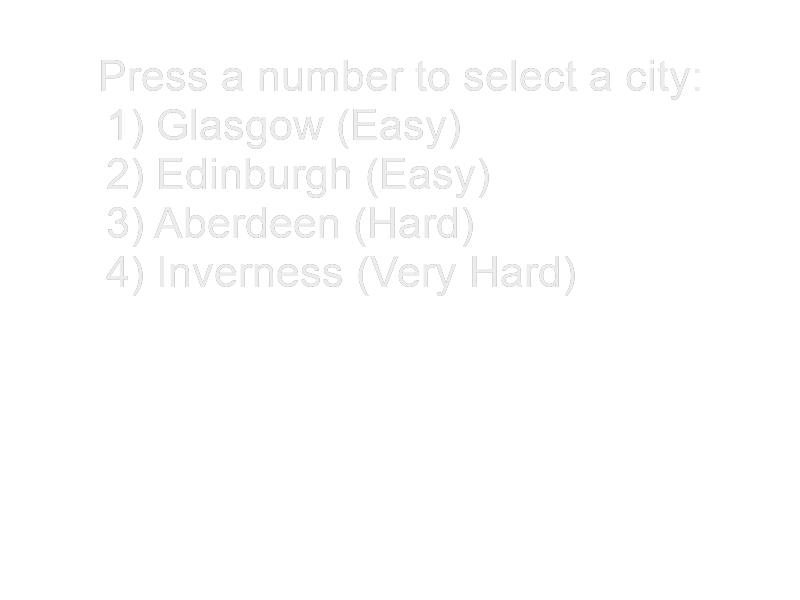 Press a number to select a city:
1) Glasgow (Easy)
2) Edinburgh (Easy)
3) Aberdeen (Hard)
4) Inverness (Very Hard)